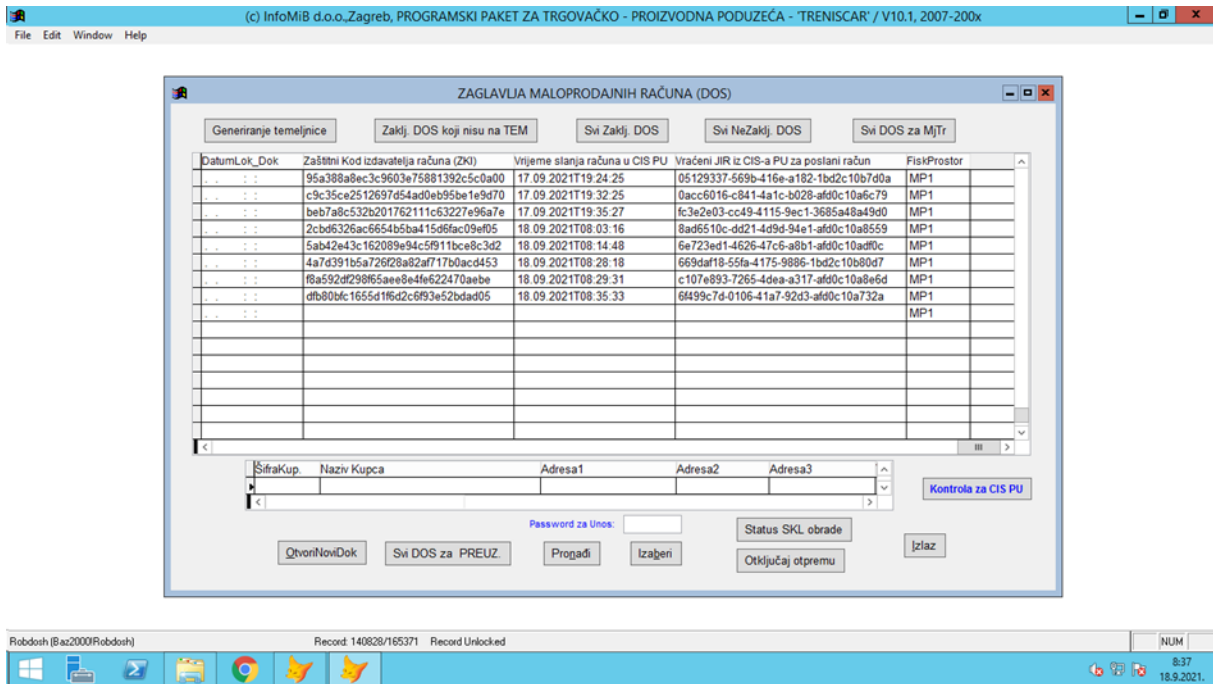 (c) InfoMiB d.o.o.,Zagreb, PROGRAMSKI PAKET ZA TRGOVAČKO - PROIZVODNA PODUZEĆA - 'TRENISCAR' / V10.1, 2007-200x
File Edit Window Help
ZAGLAVLJA MALOPRODAJNIH RAČUNA (DOS)
Generiranje temeljnice Zaklj. DOS koji nisu na TEM Svi Zaklj. DOS Svi NeZaklj. DOS Svi DOS za MjTr
DatumLok_Dok Zaštitni Kod izdavatelja računa (ZKI) Vrijeme slanja računa u CIS PU Vraćeni JIR iz CIS-a PU za poslani račun FiskProstor
. . : : 95a388a8ec3c9603e75881392c5c0a00 17.09.2021T19:24:25 05129337-569b-416e-a182-1bd2c10b7d0a MP1
. . : : c9c35ce2512697d54ad0eb95be1e9d70 17.09.2021T19:32:25 0acc6016-c841-4a1c-b028-afd0c10a6c79 MP1
. . : : beb7a8c532b201762111c63227e96a7e 17.09.2021T19:35:27 fc3e2e03-cc49-4115-9ec1-3685a48a49d0 MP1
. . : : 2cbd6326ac6654b5ba415d6fac09ef05 18.09.2021T08:03:16 8ad6510c-dd21-4d9d-94e1-afd0c10a8559 MP1
. . : : 5ab42e43c162089e94c5f911bce8c3d2 18.09.2021T08:14:48 6e723ed1-4626-47c6-a8b1-afd0c10adf0c MP1
. . : : 4a7d391b5a726f28a82af717b0acd453 18.09.2021T08:28:18 669daf18-55fa-4175-9886-1bd2c10b80d7 MP1
. . : : f8a592df298f65aee8e4fe622470aebe 18.09.2021T08:29:31 c107e893-7265-4dea-a317-afd0c10a8e6d MP1
. . : : dfb80bfc1655d1f6d2c6f93e52bdad05 18.09.2021T08:35:33 6f499c7d-0106-41a7-92d3-afd0c10a732a MP1
. . : : MP1
ŠifraKup. Naziv Kupca Adresa1 Adresa2 Adresa3
Kontrola za CIS PU
Password za Unos:
Status SKL obrade
OtvoriNoviDok Svi DOS za PREUZ. Pronađi Izaberi Izlaz
Otključaj otpremu
Robdosh (Baz2000!Robdosh) Record: 140828/165371 Record Unlocked NUM
8:37
18.9.2021.